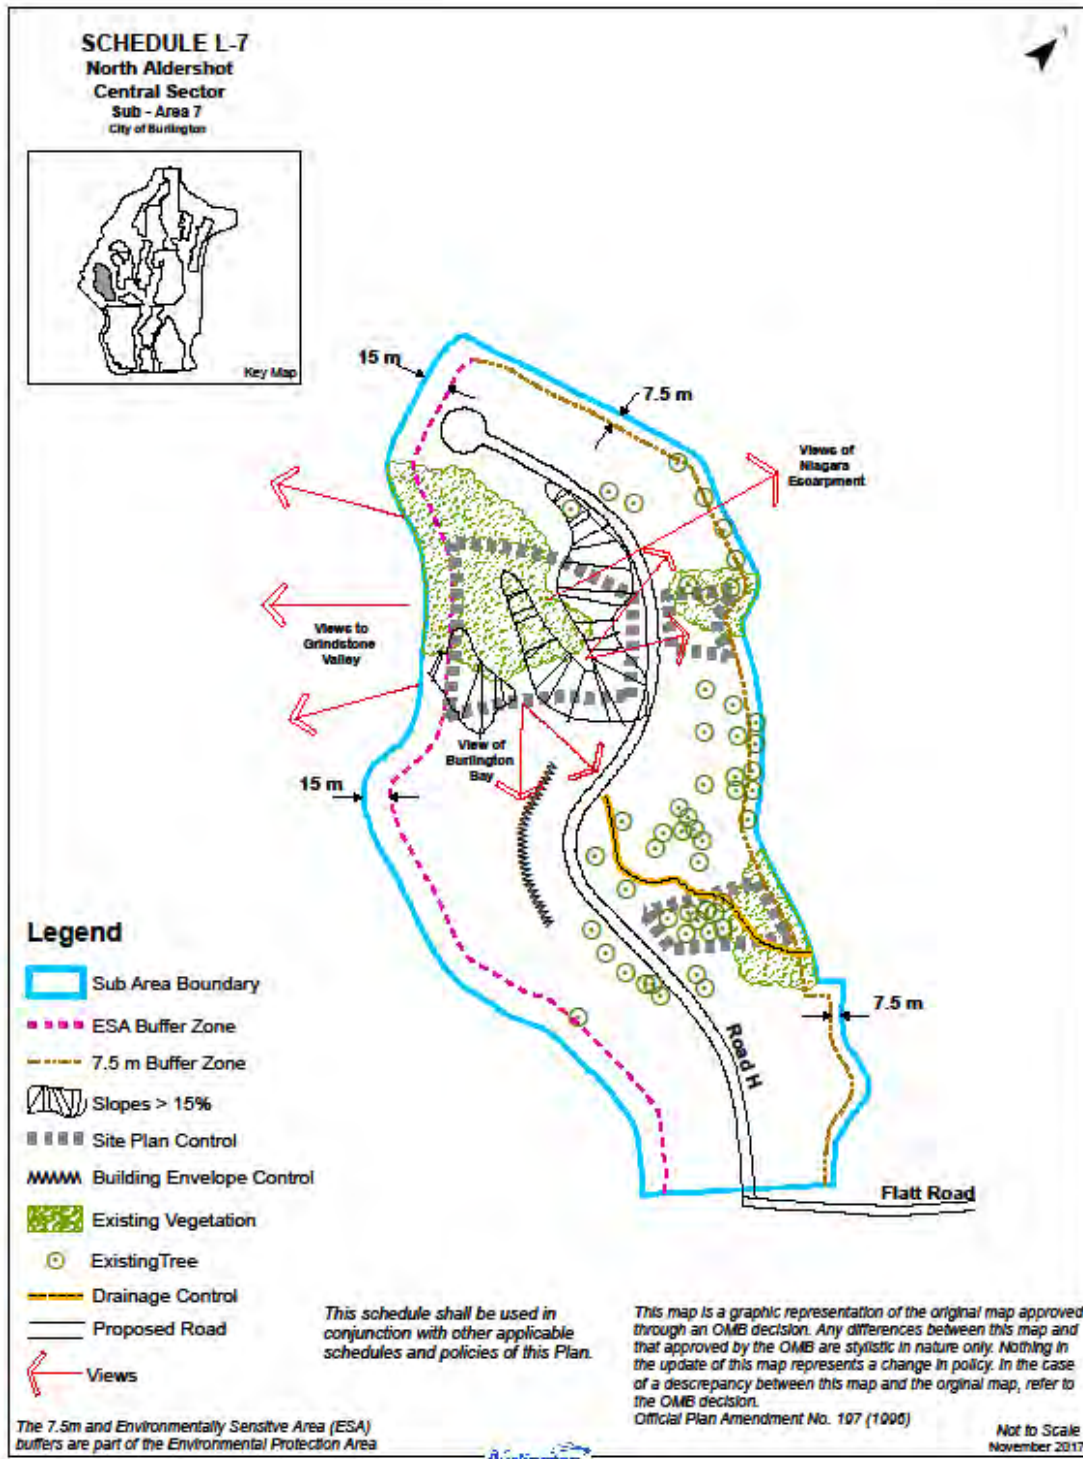 SCHEDULE L-7
North Aldershot
Central Sector
Sub - Area 7
City of Burlington
Key Map
15 m
7.5 m
Views of
Niagara
Escarpment
Views to
Grindstone
Valley
View of
Burlington
Bay
15 m
7.5 m
Road H
Flatt Road
Legend
Sub Area Boundary
ESA Buffer Zone
7.5 m Buffer Zone
Slopes > 15%
Site Plan Control
Building Envelope Control
Existing Vegetation
ExistingTree
Drainage Control
Proposed Road
Views
This schedule shall be used in
conjunction with other applicable
schedules and policies of this Plan.
This map is a graphic representation of the original map approved
through an OMB decision. Any differences between this map and
that approved by the OMB are stylistic in nature only. Nothing in
the update of this map represents a change in policy. In the case
of a descrepancy between this map and the orginal map, refer to
the OMB decision.
Official Plan Amendment No. 197 (1996)
The 7.5m and Environmentally Sensitve Area (ESA)
buffers are part of the Environmental Protection Area
Not to Scale
November 2017